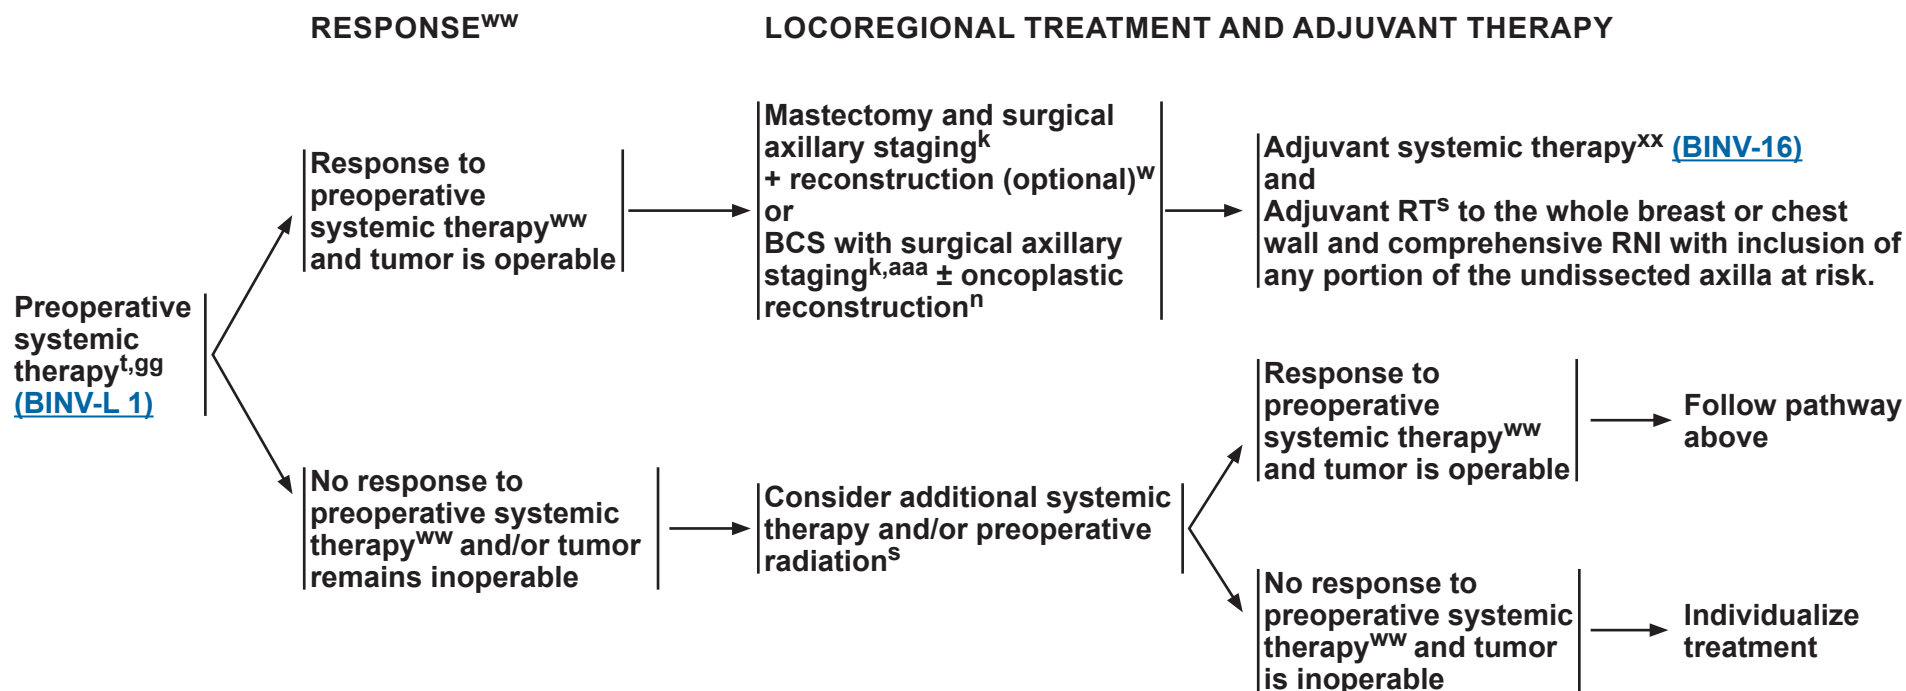 RESPONSEww
LOCOREGIONAL TREATMENT AND ADJUVANT THERAPY
Preoperative
systemic
therapyt,gg
(BINV-L 1)
Response to
preoperative
systemic therapyww
and tumor is operable
Mastectomy and surgical
axillary stagingk
+ reconstruction (optional)w
or
BCS with surgical axillary
stagingk,aaa ± oncoplastic
reconstructionn
Adjuvant systemic therapyxx (BINV-16)
and
Adjuvant RTs to the whole breast or chest
wall and comprehensive RNI with inclusion of
any portion of the undissected axilla at risk.
No response to
preoperative systemic
therapyww and/or tumor
remains inoperable
Consider additional systemic
therapy and/or preoperative
radiations
Response to
preoperative
systemic therapyww
and tumor is operable
Follow pathway
above
No response to
preoperative systemic
therapyww and tumor
is inoperable
Individualize
treatment